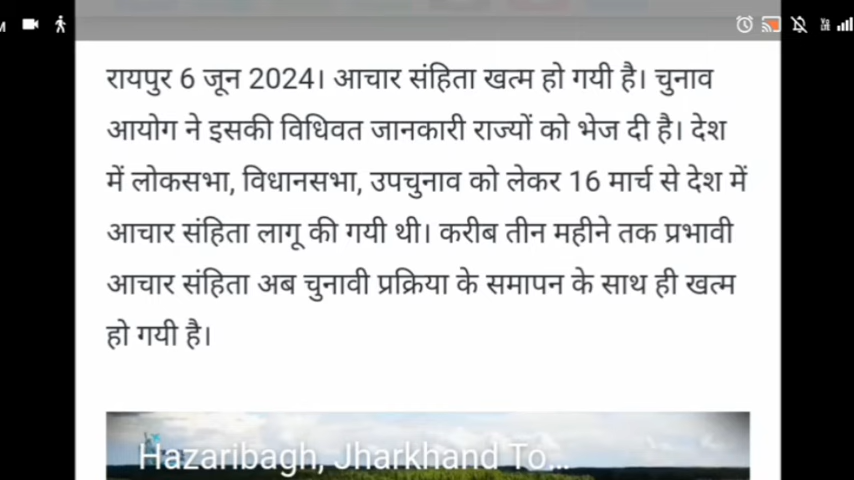 रायपुर 6 जून 2024। आचार संहिता खत्म हो गयी है। चुनाव
आयोग ने इसकी विधिवत जानकारी राज्यों को भेज दी है। देश
में लोकसभा, विधानसभा, उपचुनाव को लेकर 16 मार्च से देश में
आचार संहिता लागू की गयी थी। करीब तीन महीने तक प्रभावी
आचार संहिता अब चुनावी प्रक्रिया के समापन के साथ ही खत्म
हो गयी है।
Hazaribagh, Jharkhand To...